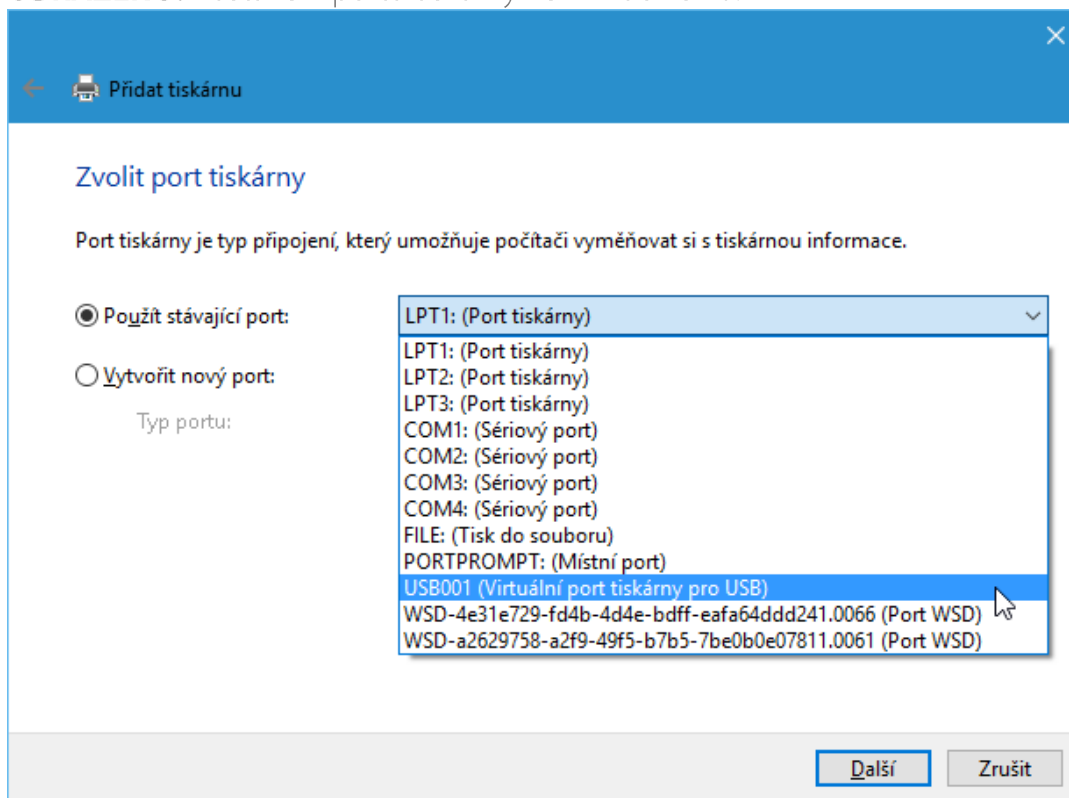 Přidat tiskárnu
Zvolit port tiskárny
Port tiskárny je typ připojení, který umožňuje počítači vyměňovat si s tiskárnou informace.
Použít stávající port:
LPT1: (Port tiskárny)
LPT1: (Port tiskárny)
LPT2: (Port tiskárny)
Vytvořit nový port:
LPT3: (Port tiskárny)
Typ portu:
COM1: (Sériový port)
COM2: (Sériový port)
COM3: (Sériový port)
COM4: (Sériový port)
FILE: (Tisk do souboru)
PORTPROMPT: (Místní port)
USB001 (Virtuální port tiskárny pro USB)
WSD-4e31e729-fd4b-4d4e-bdff-eafa64ddd241.0066 (Port WSD)
WSD-a2629758-a2f9-49f5-b7b5-7be0b0e07811.0061 (Port WSD)
Další
Zrušit